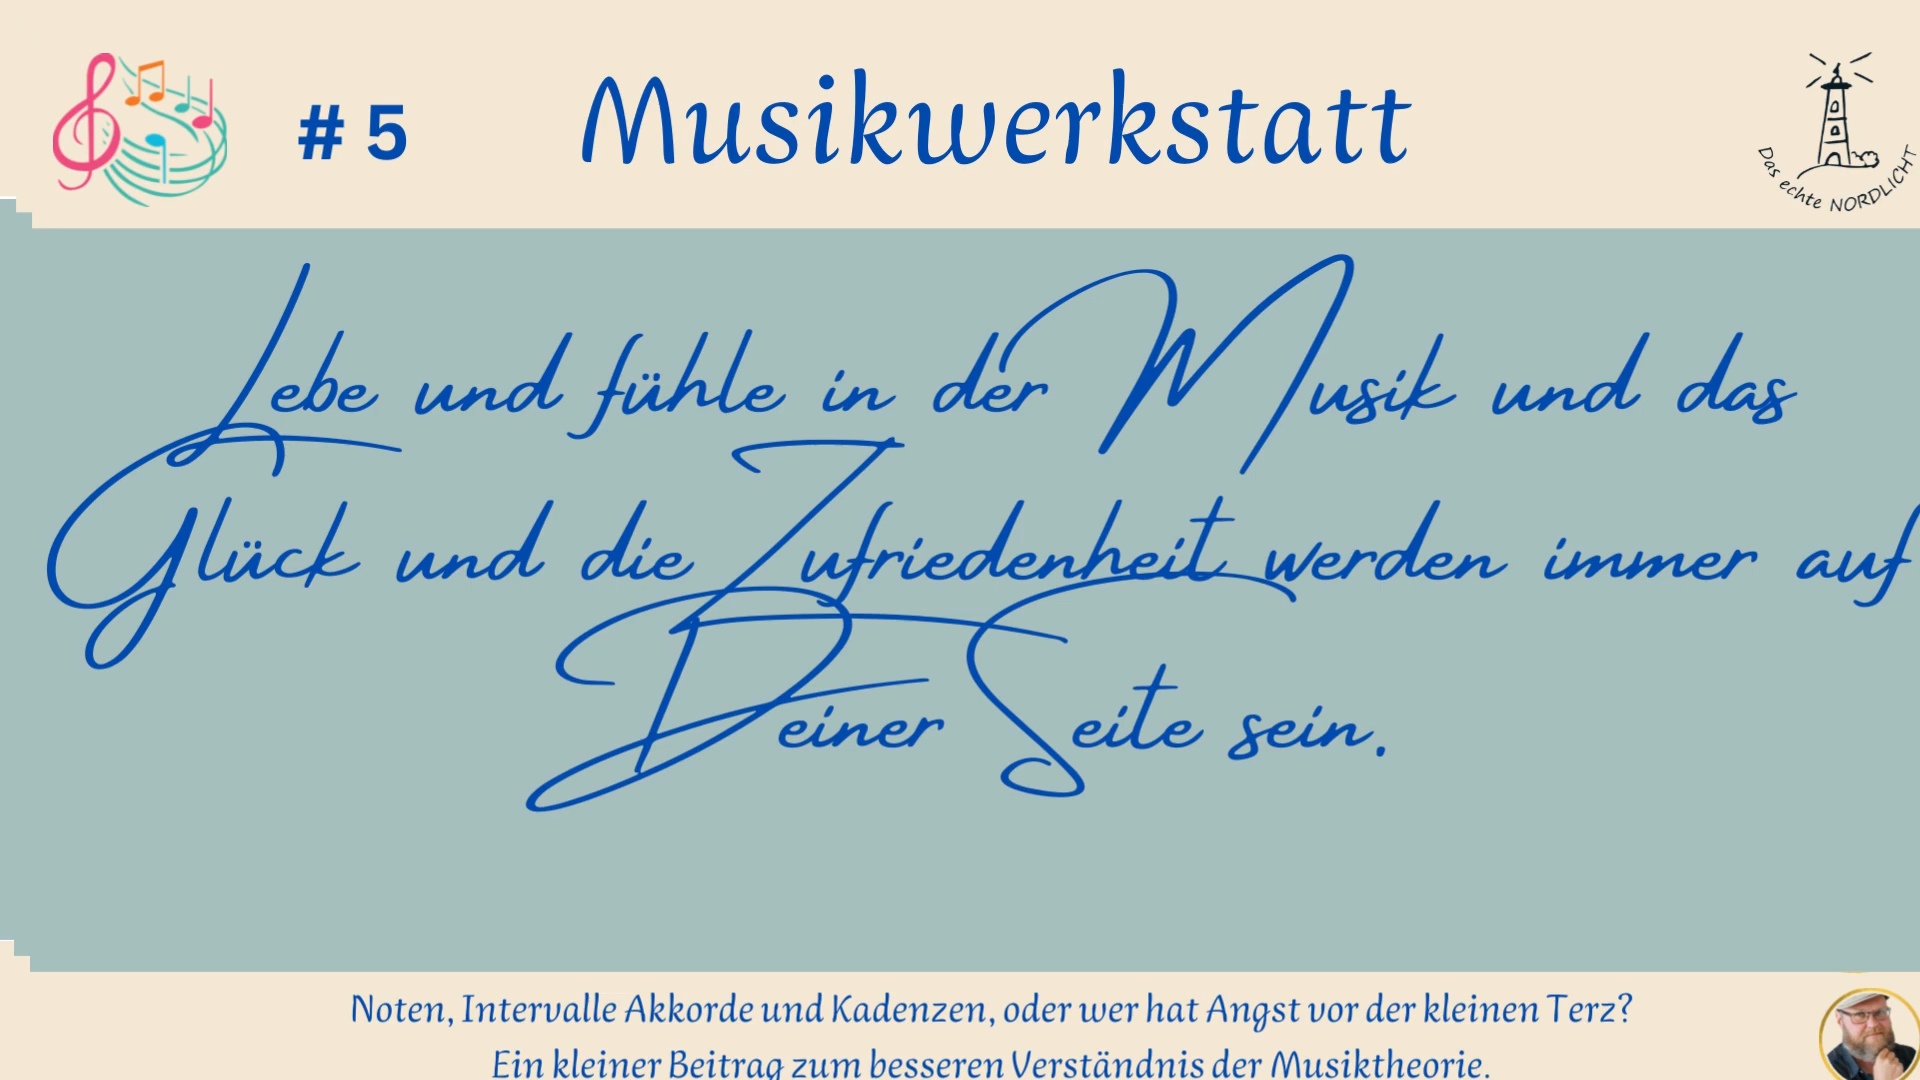 # 5 Musikwerkstatt
Das echte NORDLICHT
Lebe und fühle in der Musik und das
Glück und die Zufriedenheit werden immer auf
Deiner Seite sein.
Noten, Intervalle Akkorde und Kadenzen, oder wer hat Angst vor der kleinen Terz?
Ein kleiner Beitrag zum besseren Verständnis der Musiktheorie.